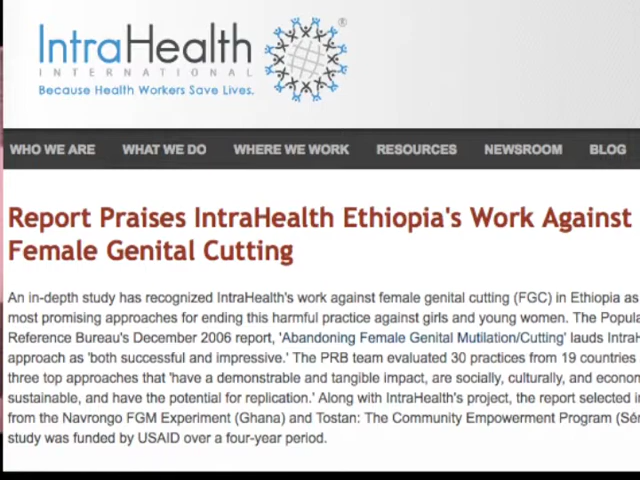 IntraHealth ®
INTERNATIONAL
Because Health Workers Save Lives.
WHO WE ARE WHAT WE DO WHERE WE WORK RESOURCES NEWSROOM BLOG
Report Praises IntraHealth Ethiopia's Work Against
Female Genital Cutting
An in-depth study has recognized IntraHealth's work against female genital cutting (FGC) in Ethiopia as
most promising approaches for ending this harmful practice against girls and young women. The Popula
Reference Bureau's December 2006 report, 'Abandoning Female Genital Mutilation/Cutting' lauds IntraH
approach as 'both successful and impressive.' The PRB team evaluated 30 practices from 19 countries
three top approaches that 'have a demonstrable and tangible impact, are socially, culturally, and econom
sustainable, and have the potential for replication.' Along with IntraHealth's project, the report selected i
from the Navrongo FGM Experiment (Ghana) and Tostan: The Community Empowerment Program (Sé
study was funded by USAID over a four-year period.